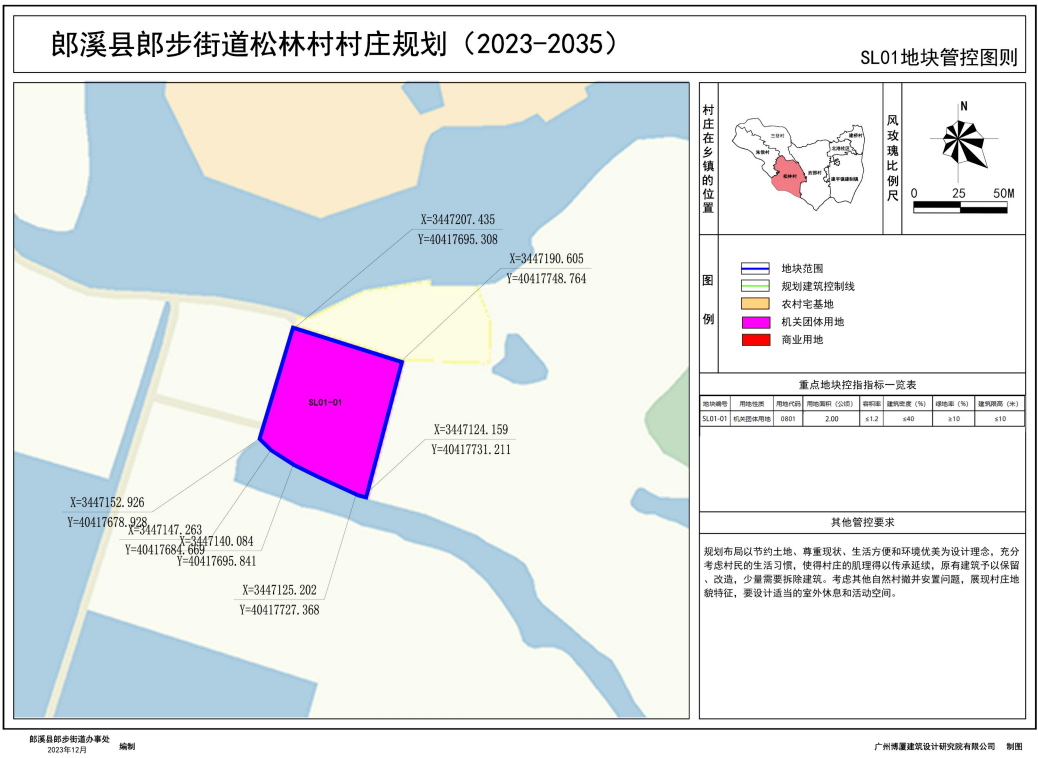 郎溪县郎步街道松林村村庄规划（2023-2035）
SL01地块管控图则
X=3447207.435
Y=40417695.308
X=3447190.605
Y=40417748.764
SL01-01
X=3447124.159
Y=40417731.211
X=3447152.926
Y=40417678.928
X=3447147.263
Y=40417684.669
X=3447140.084
Y=40417695.841
X=3447125.202
Y=40417727.368
村庄在乡镇的位置
松林村
风玫瑰比例尺
N
0 25 50M
图例
地块范围
规划建筑控制线
农村宅基地
机关团体用地
商业用地
重点地块控指指标一览表
地块编号 用地性质 用地代码 用地面积（公顷） 容积率 建筑密度（%） 绿地率（%） 建筑限高（米）
SL01-01 机关团体用地 0801 2.00 ≤1.2 ≤40 ≥10 ≤10
其他管控要求
规划布局以节约土地、尊重现状、生活方便和环境优美为设计理念，充分
考虑村民的生活习惯，使得村庄的肌理得以传承延续，原有建筑予以保留
、改造，少量需要拆除建筑。考虑其他自然村撤并安置问题，展现村庄地
貌特征，要设计适当的室外休息和活动空间。
郎溪县郎步街道办事处
2023年12月
编制
广州博厦建筑设计研究院有限公司 制图